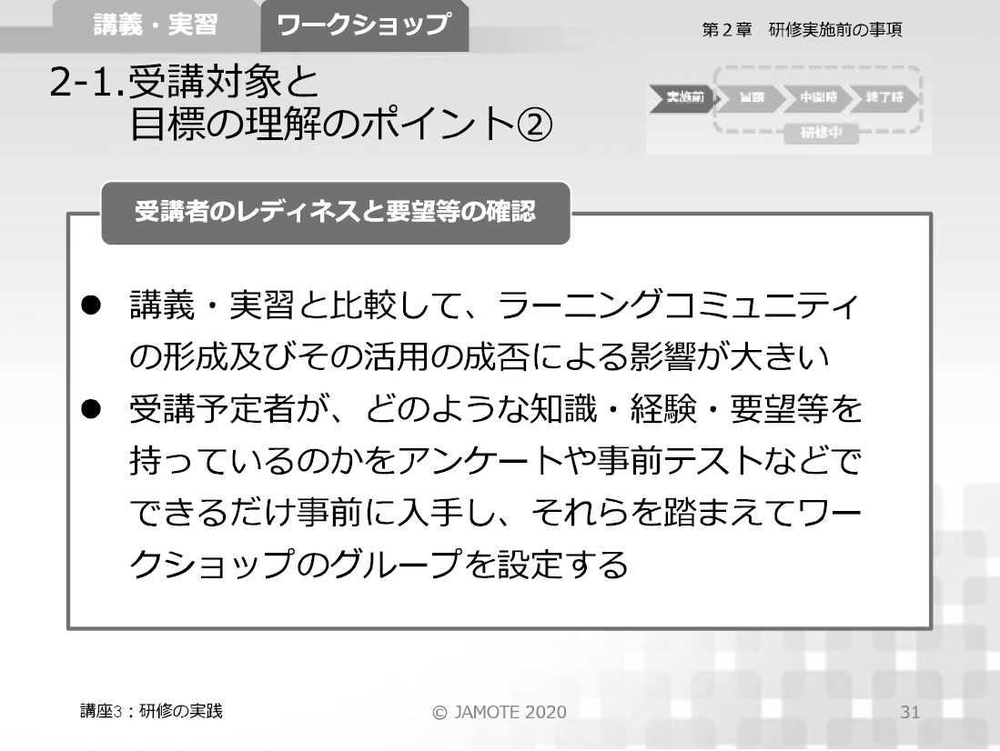 講義・実習
ワークショップ
第２章　研修実施前の事項
2-1.受講対象と
目標の理解のポイント②
実施前
冒頭
中間時
終了時
研修中
受講者のレディネスと要望等の確認
● 講義・実習と比較して、ラーニングコミュニティ
の形成及びその活用の成否による影響が大きい
● 受講予定者が、どのような知識・経験・要望等を
持っているのかをアンケートや事前テストなどで
できるだけ事前に入手し、それらを踏まえてワー
クショップのグループを設定する
講座3：研修の実践
© JAMOTE 2020
31